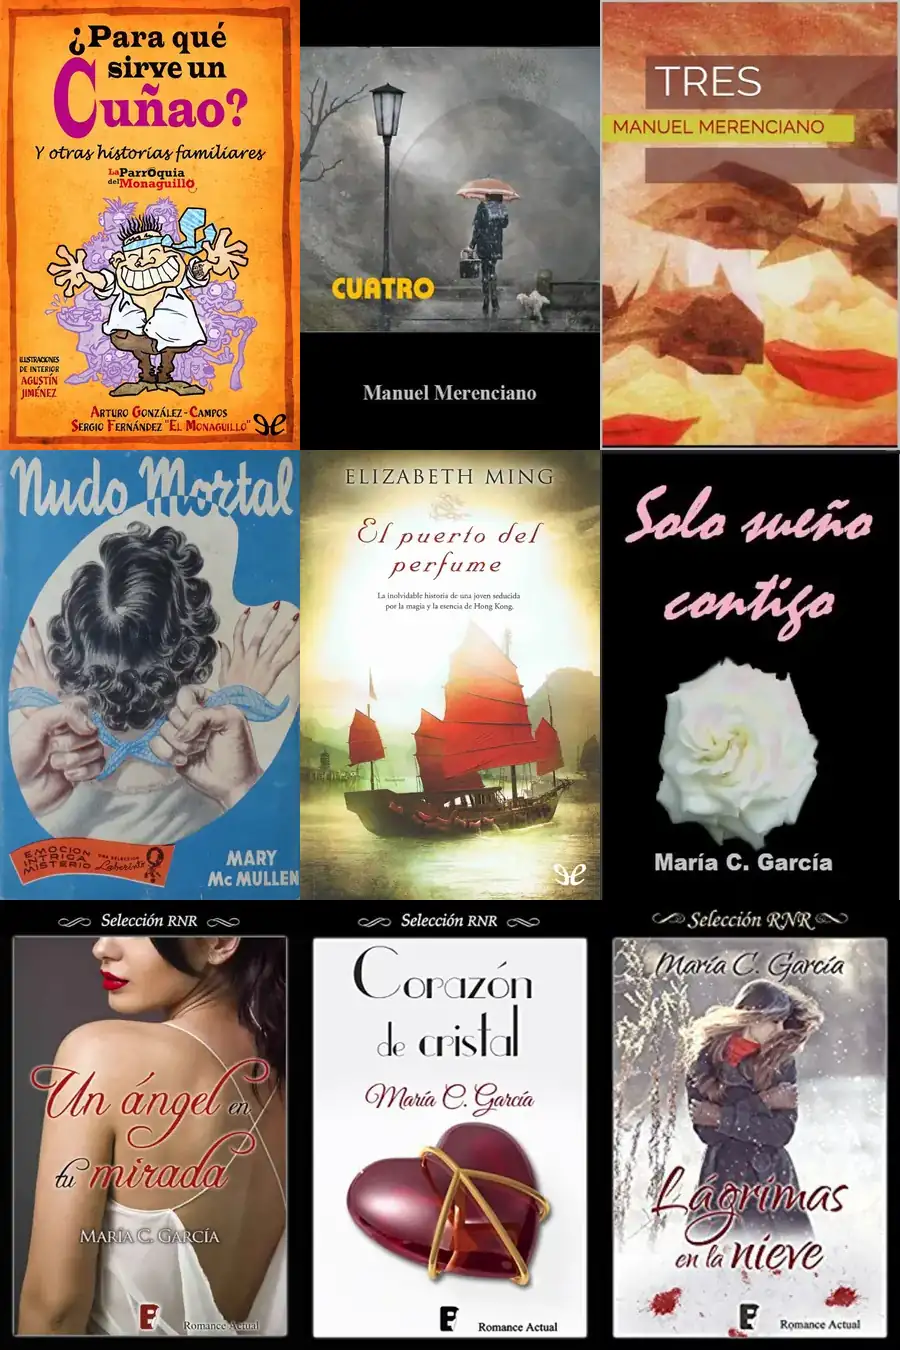 ¿Para qué
sirve un
Cuñao?
Y otras historias familiares
La Parroquia
del Monaguillo
ILUSTRACIONES
DE INTERIOR
AGUSTÍN
JIMÉNEZ
ARTURO GONZÁLEZ-CAMPOS
SERGIO FERNÁNDEZ "EL MONAGUILLO"
CUATRO
Manuel Merenciano
TRES
MANUEL MERENCIANO
Nudo Mortal
EMOCION
INTRIGA
MISTERIO
UNA SELECCION
Laberinto
MARY
McMULLEN
ELIZABETH MING
El puerto del
perfume
La inolvidable historia de una joven seducida
por la magia y la esencia de Hong Kong.
Solo sueño
contigo
María C. García
Selección RNR
Un ángel en
tu mirada
MARÍA C. GARCÍA
Romance Actual
Selección RNR
Corazón
de cristal
María C. García
Romance Actual
Selección RNR
María C. García
Lágrimas
en la nieve
Romance Actual